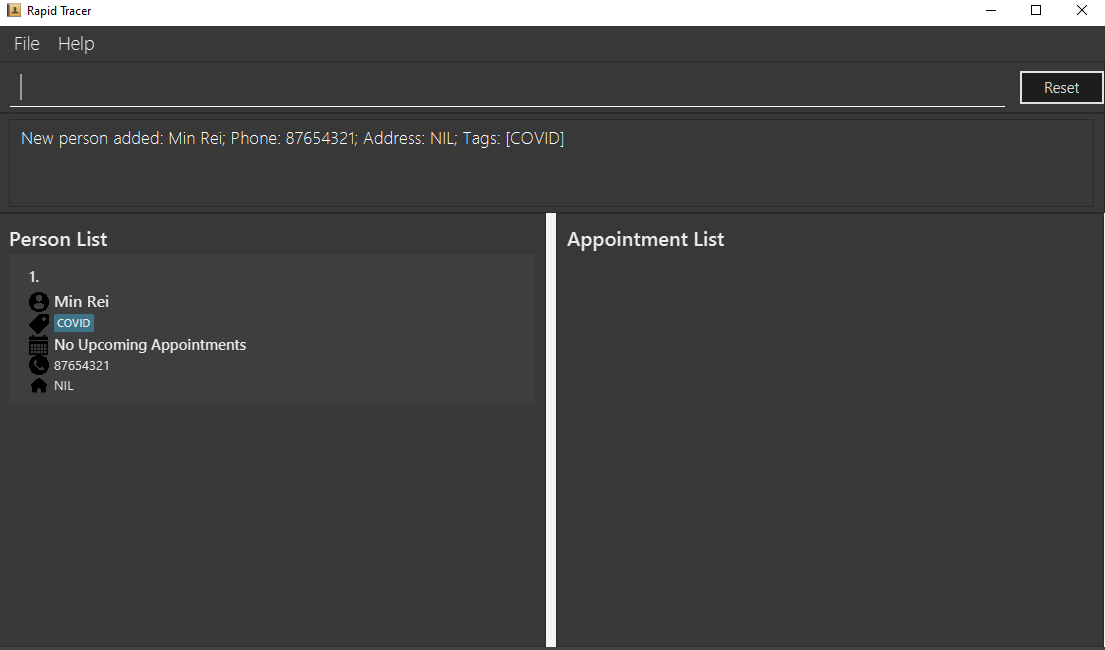 Rapid Tracer
File Help
Reset
New person added: Min Rei; Phone: 87654321; Address: NIL; Tags: [COVID]
Person List
1.
Min Rei
COVID
No Upcoming Appointments
87654321
NIL
Appointment List